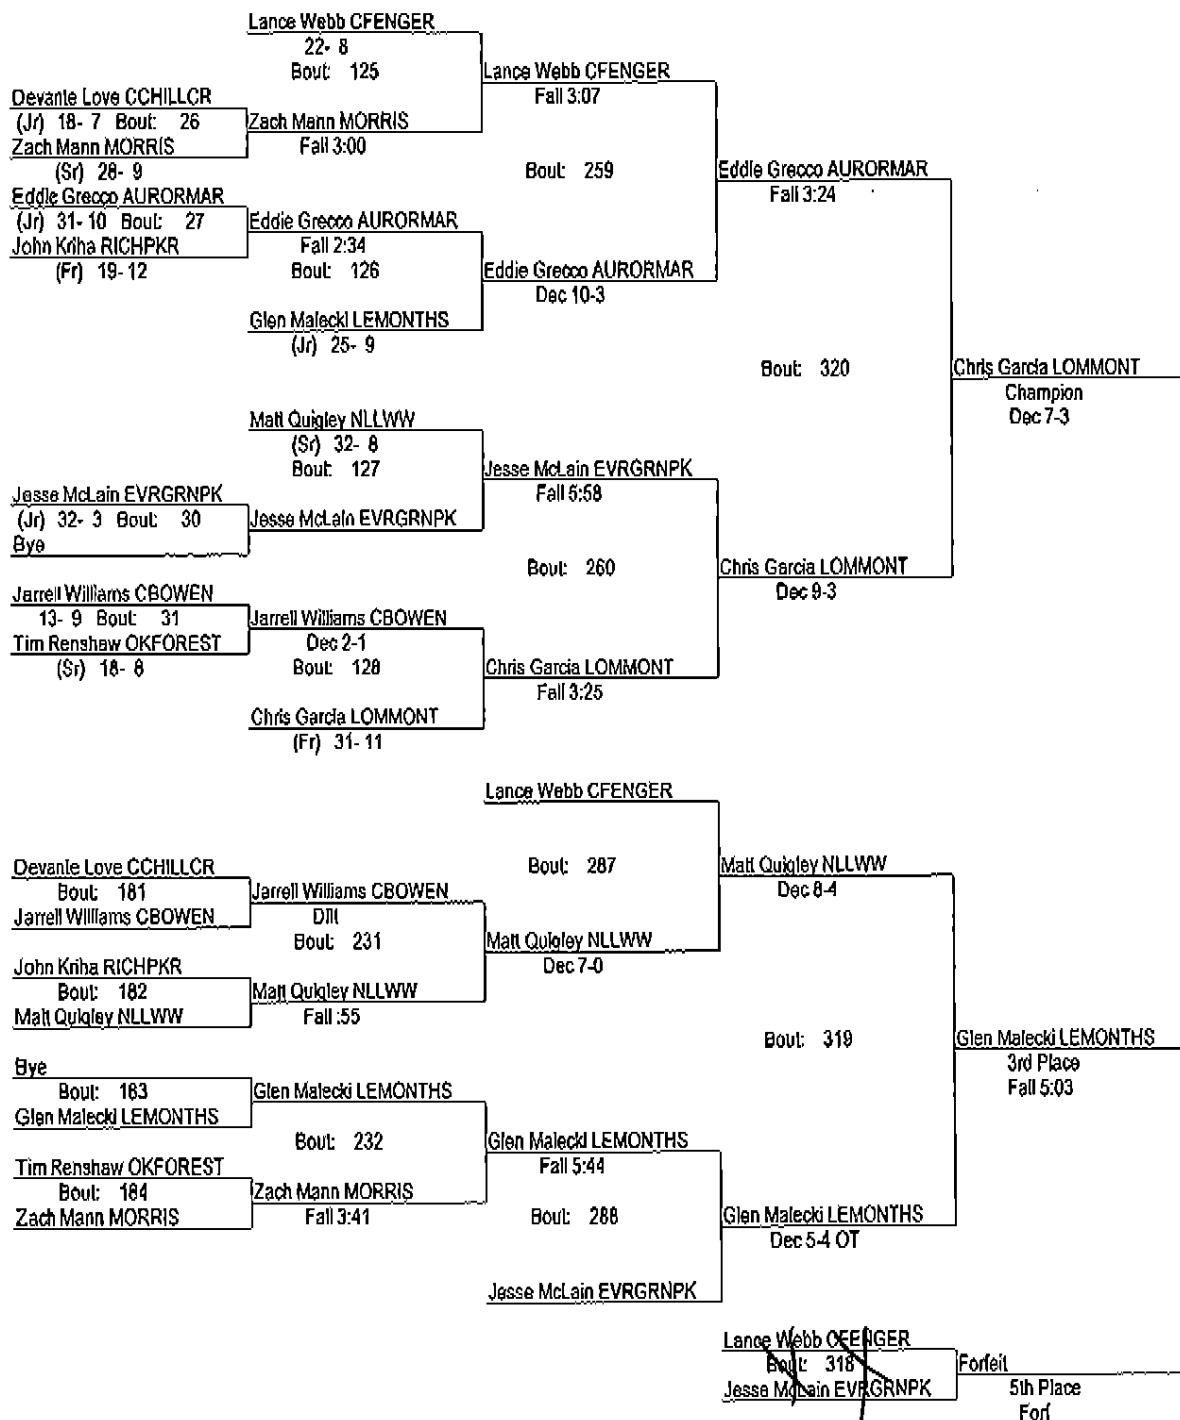 Lance Webb CFENGER
22- 8
Bout: 125
Lance Webb CFENGER
Fall 3:07
Devante Love CCHILLCR
(Jr) 18- 7 Bout: 26
Zach Mann MORRIS
Fall 3:00
Zach Mann MORRIS
(Sr) 28- 9
Bout: 259
Eddie Grecco AURORMAR
Fall 3:24
Eddie Grecco AURORMAR
(Jr) 31- 10 Bout: 27
Eddie Grecco AURORMAR
Fall 2:34
John Kriha RICHPKR
(Fr) 19- 12
Bout: 126
Eddie Grecco AURORMAR
Dec 10-3
Glen Malecki LEMONTHS
(Jr) 25- 9
Bout: 320
Chris Garcia LOMMONT
Champion
Dec 7-3
Matt Quigley NLLWW
(Sr) 32- 8
Bout: 127
Jesse McLain EVRGRNPK
Fall 5:58
Jesse McLain EVRGRNPK
(Jr) 32- 3 Bout: 30
Jesse McLain EVRGRNPK
Bye
Bout: 260
Chris Garcia LOMMONT
Dec 9-3
Jarrell Williams CBOWEN
13- 9 Bout: 31
Jarrell Williams CBOWEN
Dec 2-1
Tim Renshaw OKFOREST
(Sr) 18- 8
Bout: 128
Chris Garcia LOMMONT
Fall 3:25
Chris Garcia LOMMONT
(Fr) 31- 11
Lance Webb CFENGER
Bout: 287
Matt Quigley NLLWW
Dec 8-4
Devante Love CCHILLCR
Bout: 181
Jarrell Williams CBOWEN
Jarrell Williams CBOWEN
Dflt
Bout: 231
Matt Quigley NLLWW
Dec 7-0
John Kriha RICHPKR
Bout: 182
Matt Quigley NLLWW
Matt Quigley NLLWW
Fall :55
Bout: 319
Glen Malecki LEMONTHS
3rd Place
Fall 5:03
Bye
Bout: 183
Glen Malecki LEMONTHS
Glen Malecki LEMONTHS
Bout: 232
Glen Malecki LEMONTHS
Fall 5:44
Tim Renshaw OKFOREST
Bout: 184
Zach Mann MORRIS
Zach Mann MORRIS
Fall 3:41
Bout: 288
Glen Malecki LEMONTHS
Dec 5-4 OT
Jesse McLain EVRGRNPK
Lance Webb CFENGER
Bout: 318
Jesse McLain EVRGRNPK
Forfeit
5th Place
Forf